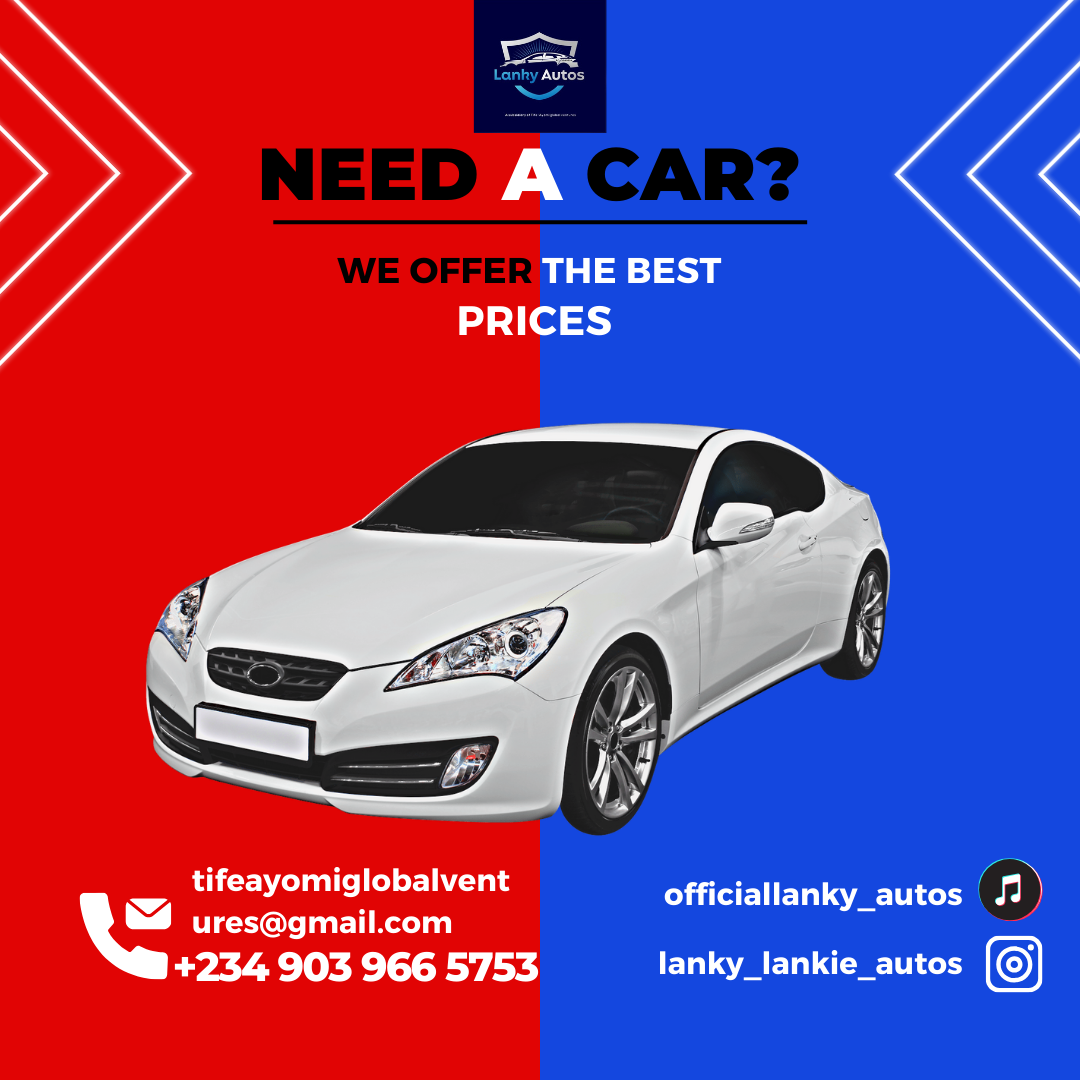 Lanky Autos
NEED A CAR?
WE OFFER THE BEST
PRICES
tifeayomiglobalvent
ures@gmail.com
+234 903 966 5753
officiallanky_autos
lanky_lankie_autos